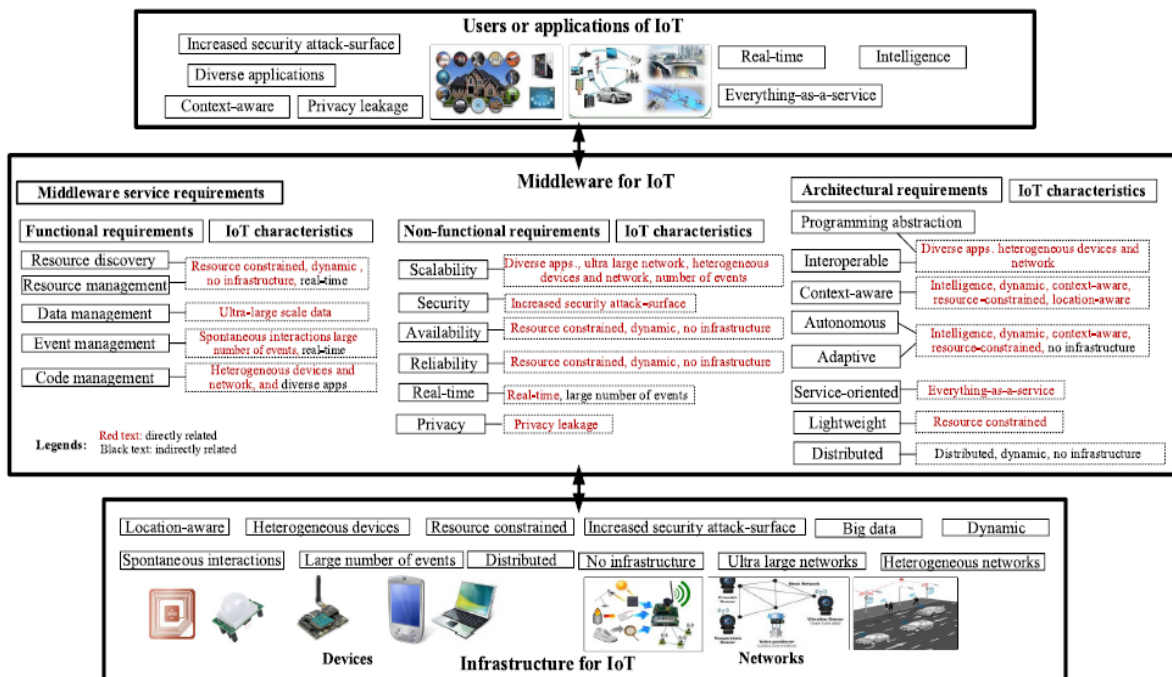 Users or applications of IoT
Increased security attack-surface
Diverse applications
Context-aware
Privacy leakage
Real-time
Intelligence
Everything-as-a-service
Middleware for IoT
Middleware service requirements
Functional requirements
IoT characteristics
Resource discovery
Resource management
Resource constrained, dynamic ,
no infrastructure, real-time
Data management
Ultra-large scale data
Event management
Spontaneous interactions large
number of events, real-time
Code management
Heterogeneous devices and
network, and diverse apps
Legends:
Red text: directly related
Black text: indirectly related
Non-functional requirements
IoT characteristics
Scalability
Diverse apps., ultra large network, heterogeneous
devices and network, number of events
Security
Increased security attack-surface
Availability
Resource constrained, dynamic, no infrastructure
Reliability
Resource constrained, dynamic, no infrastructure
Real-time
Real-time, large number of events
Privacy
Privacy leakage
Architectural requirements
IoT characteristics
Programming abstraction
Interoperable
Diverse apps. heterogeneous devices and
network
Context-aware
Intelligence, dynamic, context-aware,
resource-constrained, location-aware
Autonomous
Adaptive
Intelligence, dynamic, context-aware,
resource-constrained, no infrastructure
Service-oriented
Everything-as-a-service
Lightweight
Resource constrained
Distributed
Distributed, dynamic, no infrastructure
Location-aware
Heterogeneous devices
Resource constrained
Increased security attack-surface
Big data
Dynamic
Spontaneous interactions
Large number of events
Distributed
No infrastructure
Ultra large networks
Heterogeneous networks
Mesh Network
Devices
Infrastructure for IoT
Networks